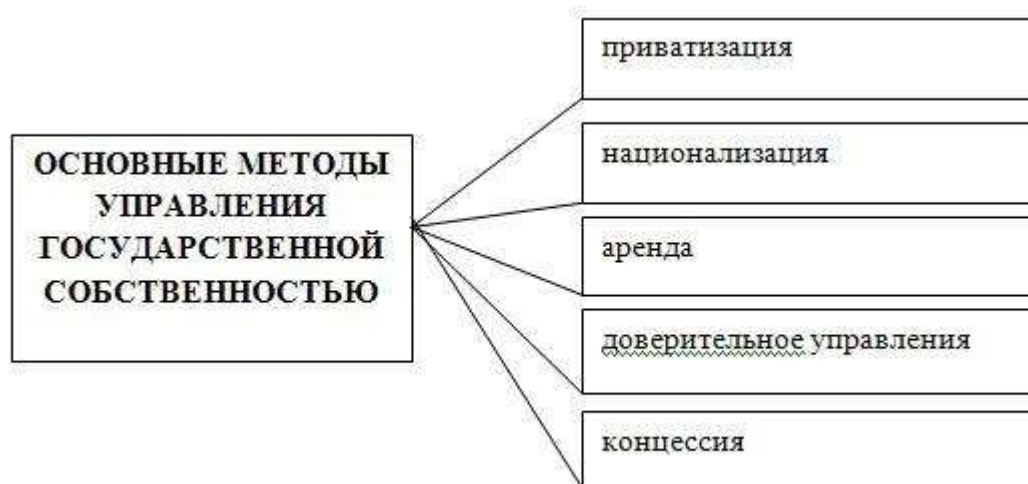 ОСНОВНЫЕ МЕТОДЫ
УПРАВЛЕНИЯ
ГОСУДАРСТВЕННОЙ
СОБСТВЕННОСТЬЮ
приватизация
национализация
аренда
доверительное управления
концессия